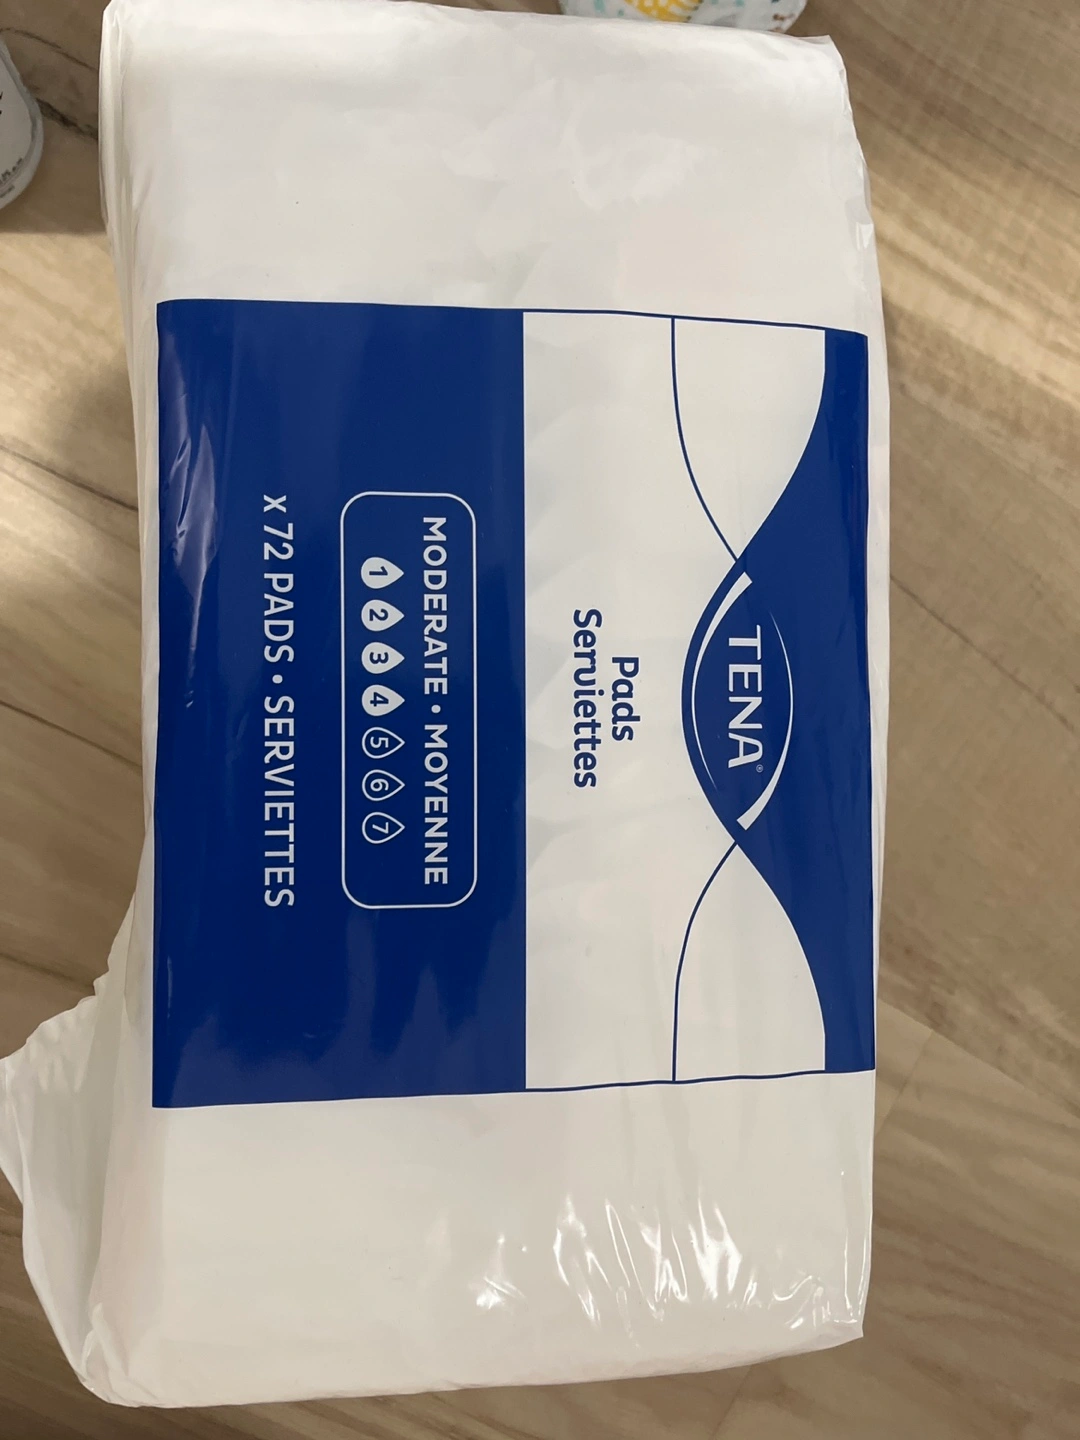 TENA®
Pads
Serviettes
MODERATE • MOYENNE
1 2 3 4 5 6 7
x 72 PADS • SERVIETTES